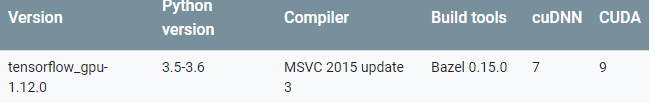 Version Python version Compiler Build tools cuDNN CUDA
tensorflow_gpu-1.12.0 3.5-3.6 MSVC 2015 update 3 Bazel 0.15.0 7 9